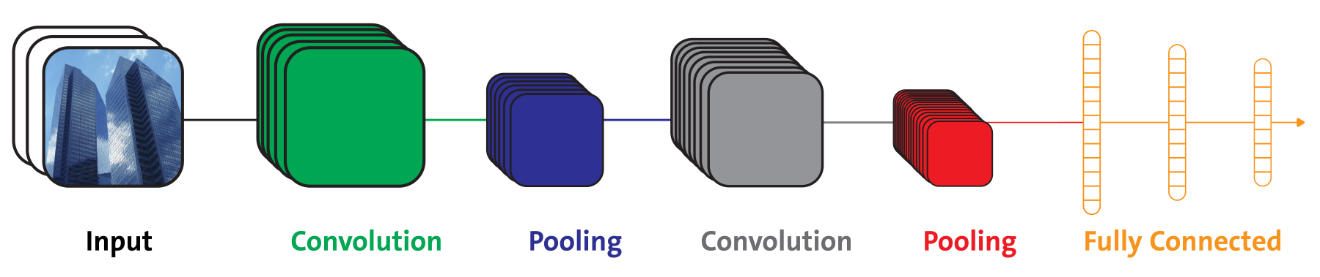 Input
Convolution
Pooling
Convolution
Pooling
Fully Connected